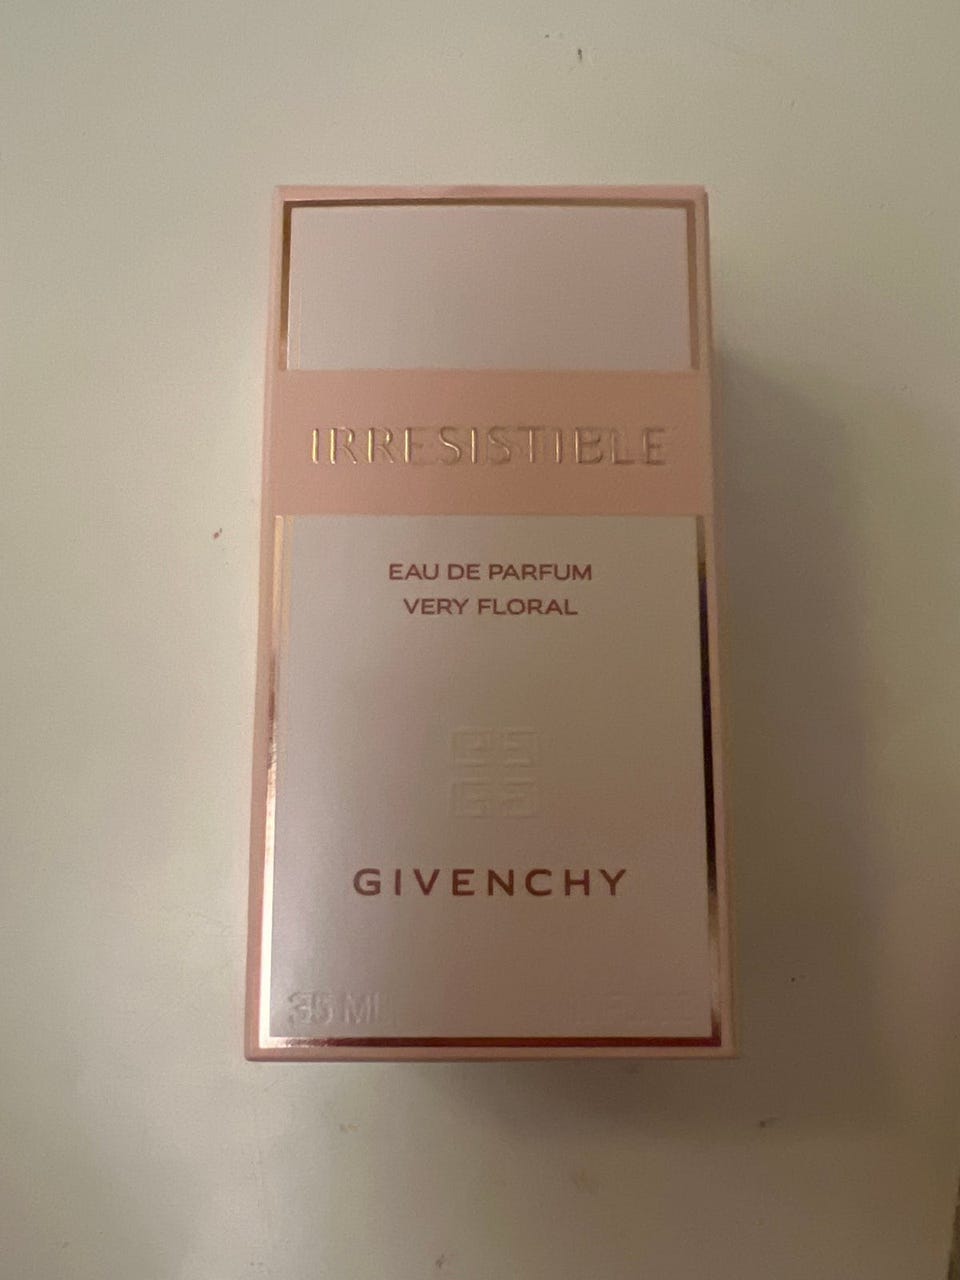 IRRESISTIBLE
EAU DE PARFUM
VERY FLORAL
GIVENCHY
35 ML